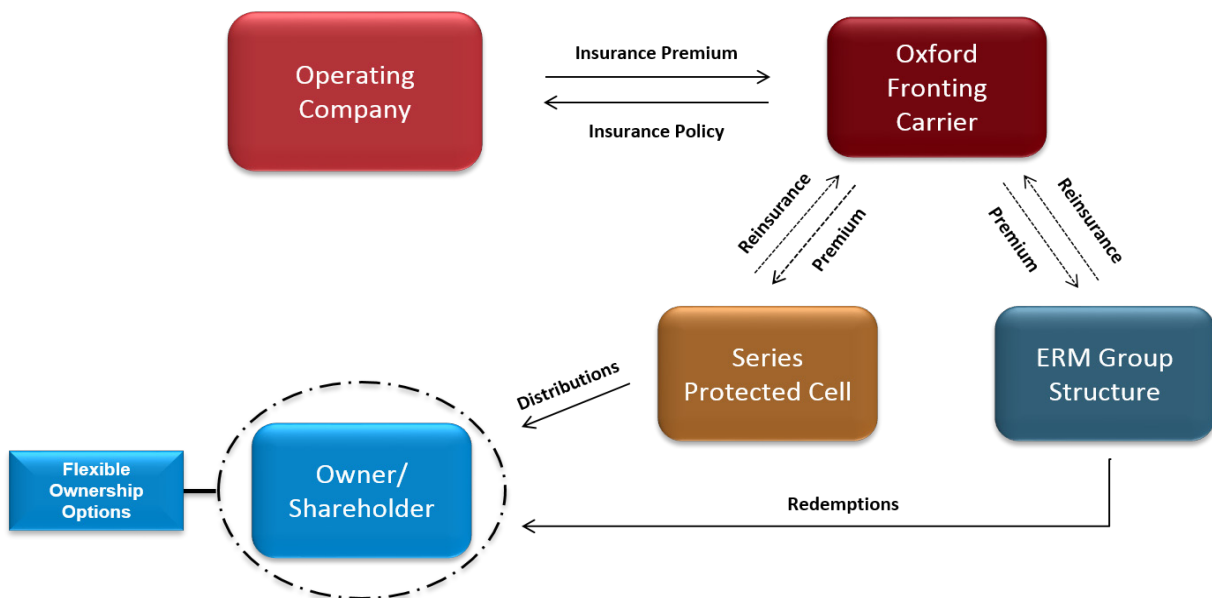 Operating
Company
Insurance Premium
Insurance Policy
Oxford
Fronting
Carrier
Reinsurance
Premium
Premium
Reinsurance
Series
Protected Cell
ERM Group
Structure
Distributions
Flexible
Ownership
Options
Owner/
Shareholder
Redemptions